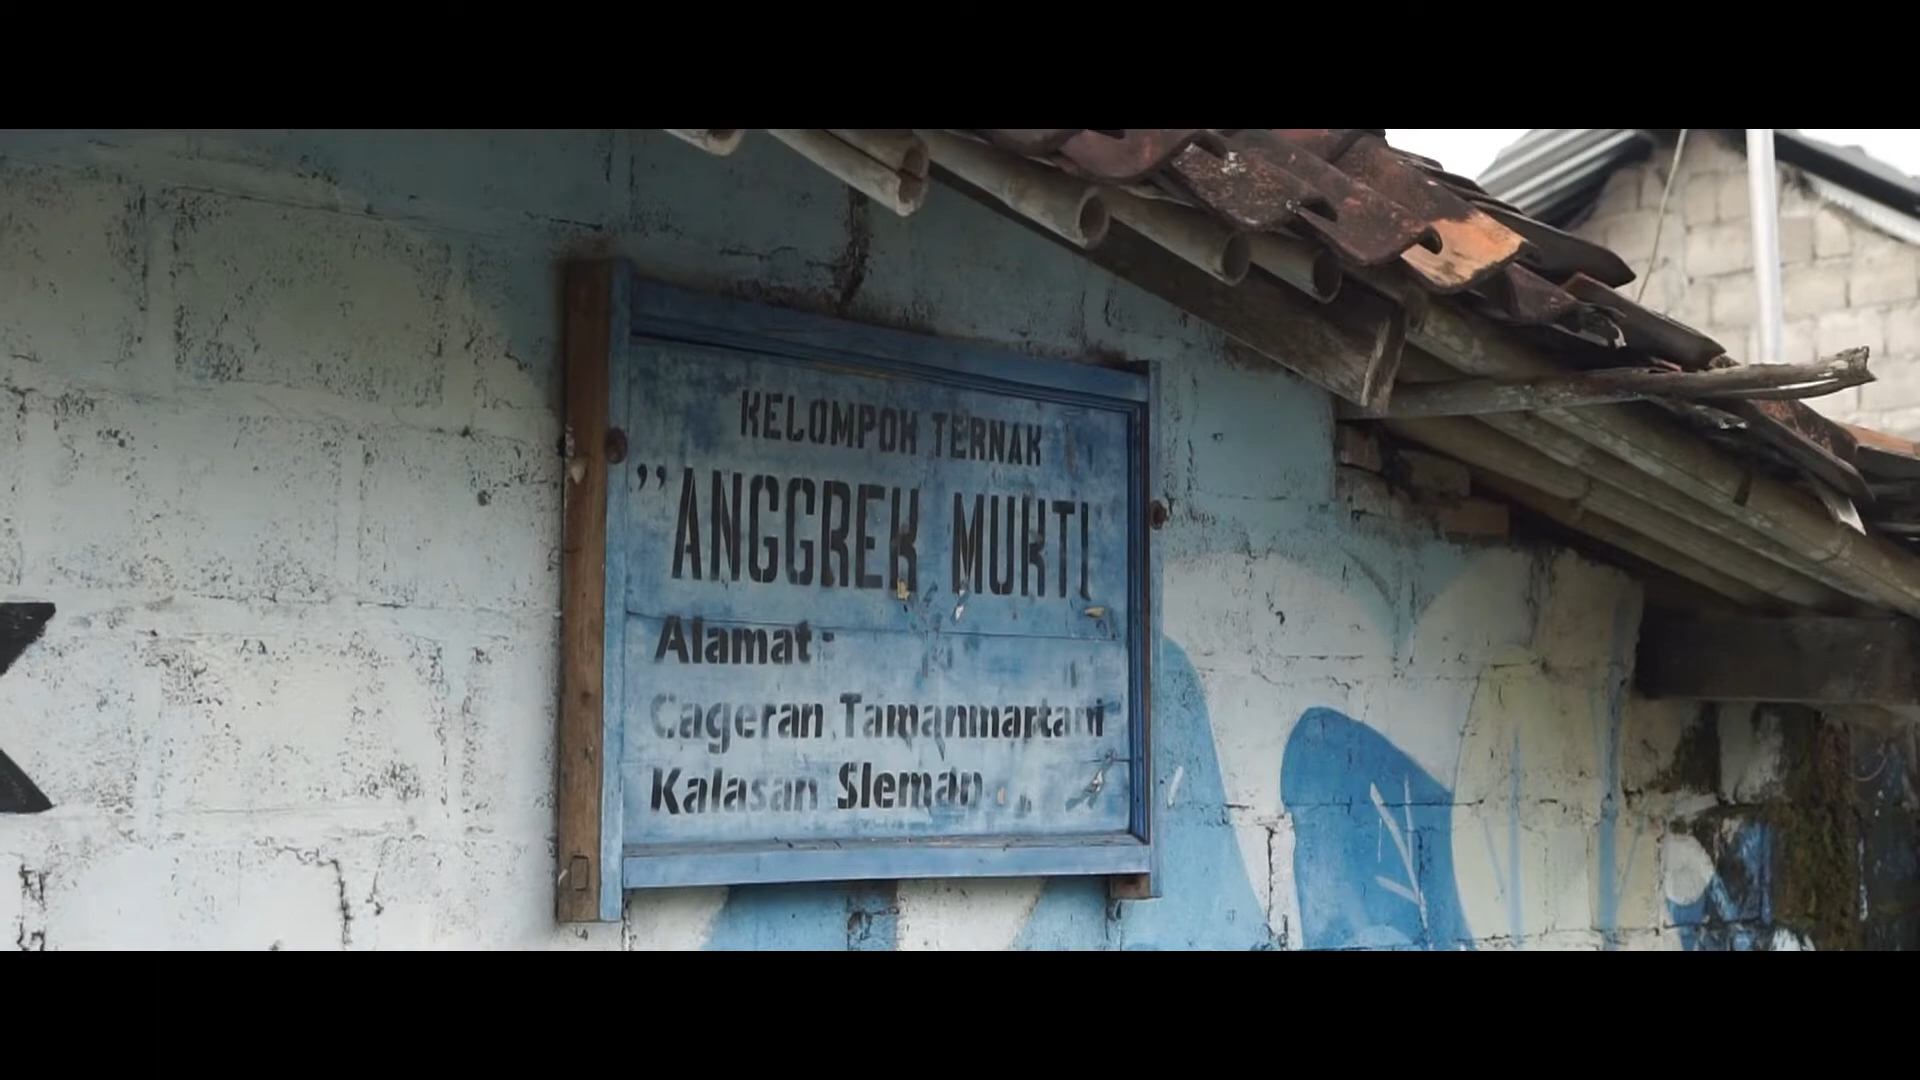 KELOMPOK TERNAK
"ANGGREK MUKTI
Alamat:
Cageran Tamanmartani
Kalasan Sleman